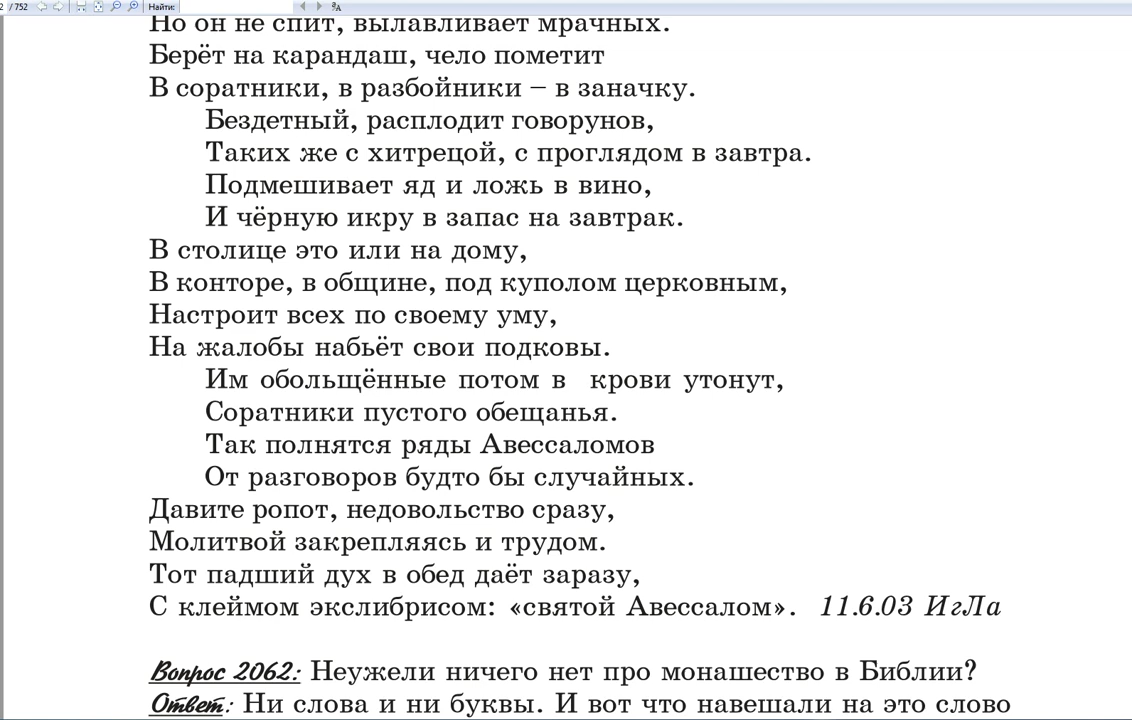 2 / 752 Найти:
Но он не спит, вылавливает мрачных.
Берёт на карандаш, чело пометит
В соратники, в разбойники – в заначку.
Бездетный, расплодит говорунов,
Таких же с хитрецой, с проглядом в завтра.
Подмешивает яд и ложь в вино,
И чёрную икру в запас на завтрак.
В столице это или на дому,
В конторе, в общине, под куполом церковным,
Настроит всех по своему уму,
На жалобы набьёт свои подковы.
Им обольщённые потом в крови утонут,
Соратники пустого обещанья.
Так полнятся ряды Авессаломов
От разговоров будто бы случайных.
Давите ропот, недовольство сразу,
Молитвой закрепляясь и трудом.
Тот падший дух в обед даёт заразу,
С клеймом экслибрисом: «святой Авессалом». 11.6.03 ИгЛа
Вопрос 2062: Неужели ничего нет про монашество в Библии?
Ответ: Ни слова и ни буквы. И вот что навешали на это слово